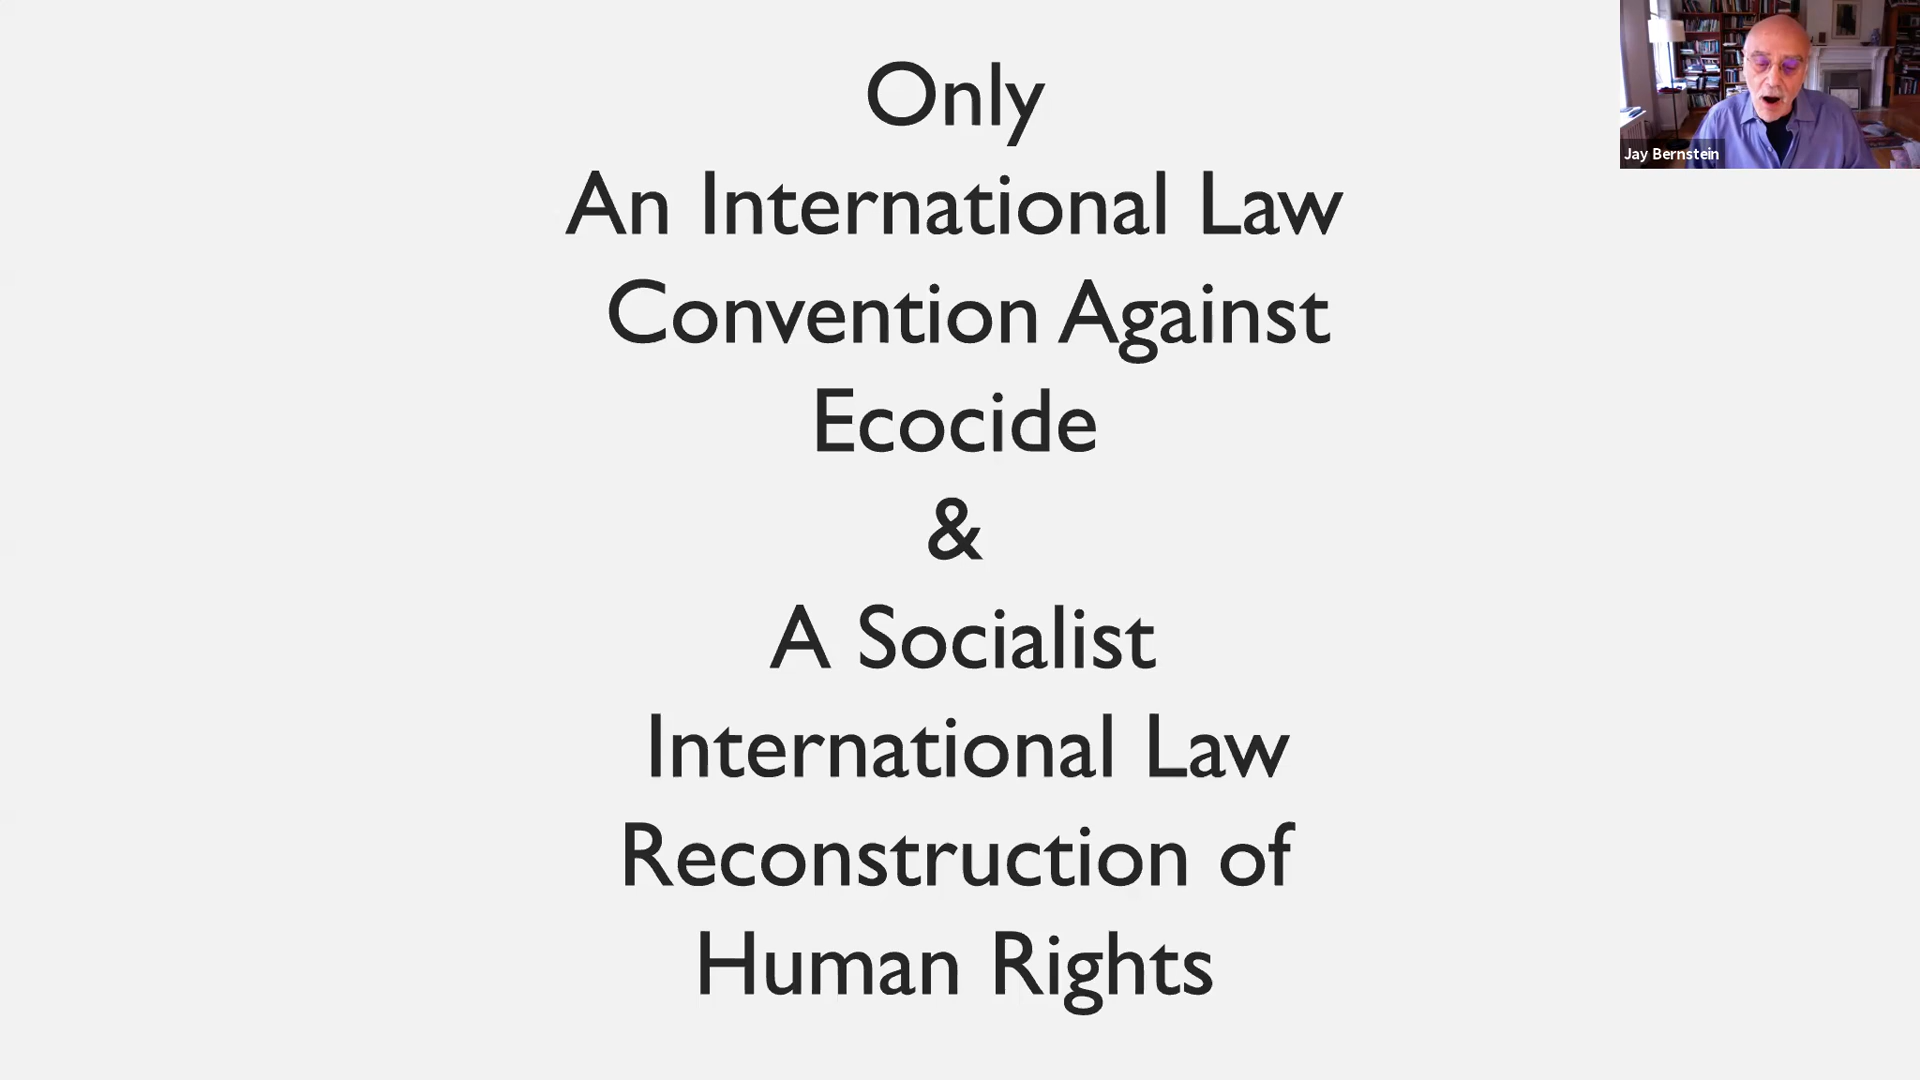 Only
An International Law
Convention Against
Ecocide
&
A Socialist
International Law
Reconstruction of
Human Rights
Jay Bernstein